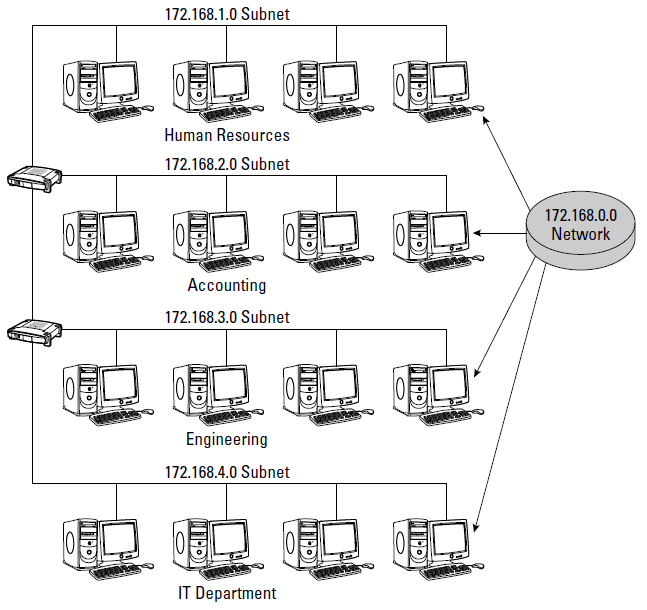 172.168.1.0 Subnet
Human Resources
172.168.2.0 Subnet
172.168.0.0
Network
Accounting
172.168.3.0 Subnet
Engineering
172.168.4.0 Subnet
IT Department